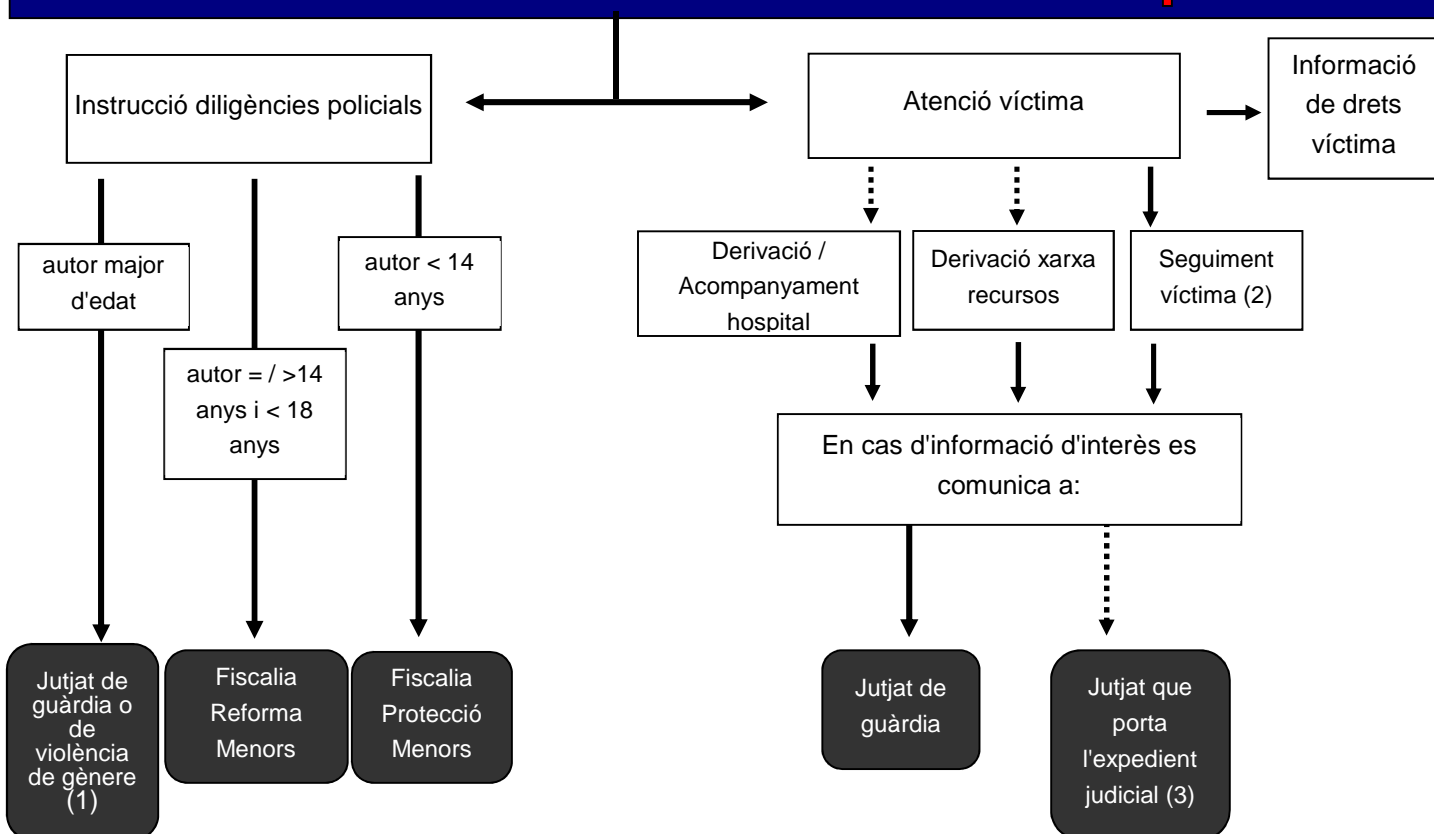 Instrucció diligències policials
Atenció víctima
Informació
de drets
víctima
autor major
d'edat
autor = / >14
anys i < 18
anys
autor < 14
anys
Derivació /
Acompanyament
hospital
Derivació xarxa
recursos
Seguiment
víctima (2)
En cas d'informació d'interès es
comunica a:
Jutjat de
guàrdia o
de
violència
de gènere
(1)
Fiscalia
Reforma
Menors
Fiscalia
Protecció
Menors
Jutjat de
guàrdia
Jutjat que
porta
l'expedient
judicial (3)